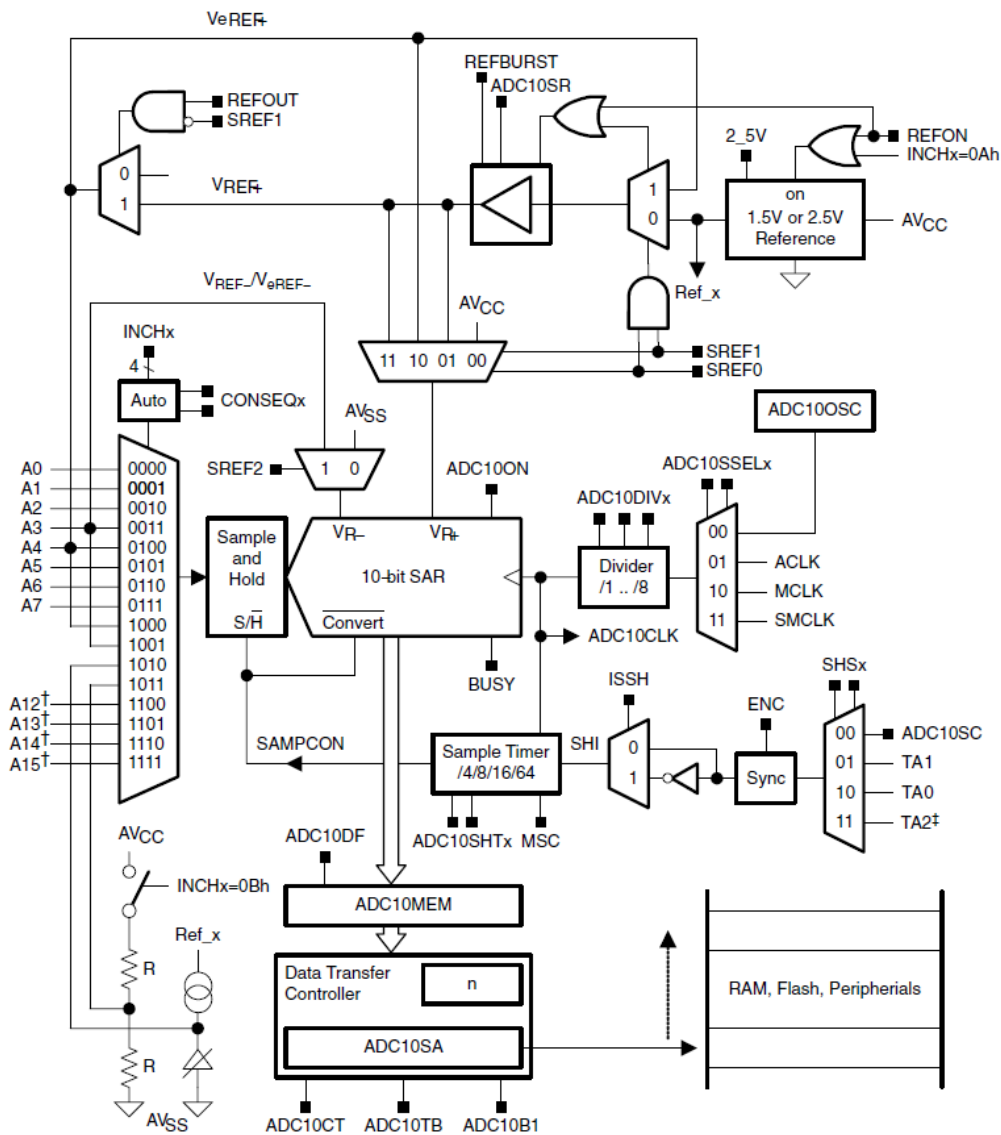 VeREF+
REFBURST
ADC10SR
REFOUT
SREF1
2_5V
REFON
INCHx=0Ah
0
1
VREF+
1
0
on
1.5V or 2.5V
Reference
AVCC
Ref_x
VREF–/VeREF–
AVCC
INCHx
4
11 10 01 00
SREF1
SREF0
Auto
CONSEQx
AVSS
ADC10OSC
SREF2
1 0
ADC10ON
ADC10SSELx
A0 0000
A1 0001
A2 0010
A3 0011
A4 0100
A5 0101
A6 0110
A7 0111
1000
1001
1010
1011
A12† 1100
A13† 1101
A14† 1110
A15† 1111
Sample
and
Hold
S/H
VR–
VR+
10-bit SAR
Convert
ADC10DIVx
Divider
/1 .. /8
00
01 ACLK
10 MCLK
11 SMCLK
ADC10CLK
BUSY
ISSH
SHSx
ENC
SAMPCON
Sample Timer
/4/8/16/64
SHI
0
1
Sync
00 ADC10SC
01 TA1
10 TA0
11 TA2‡
ADC10DF
ADC10SHTx
MSC
AVCC
INCHx=0Bh
ADC10MEM
Ref_x
R
Data Transfer
Controller
n
RAM, Flash, Peripherials
R
ADC10SA
AVSS
ADC10CT
ADC10TB
ADC10B1